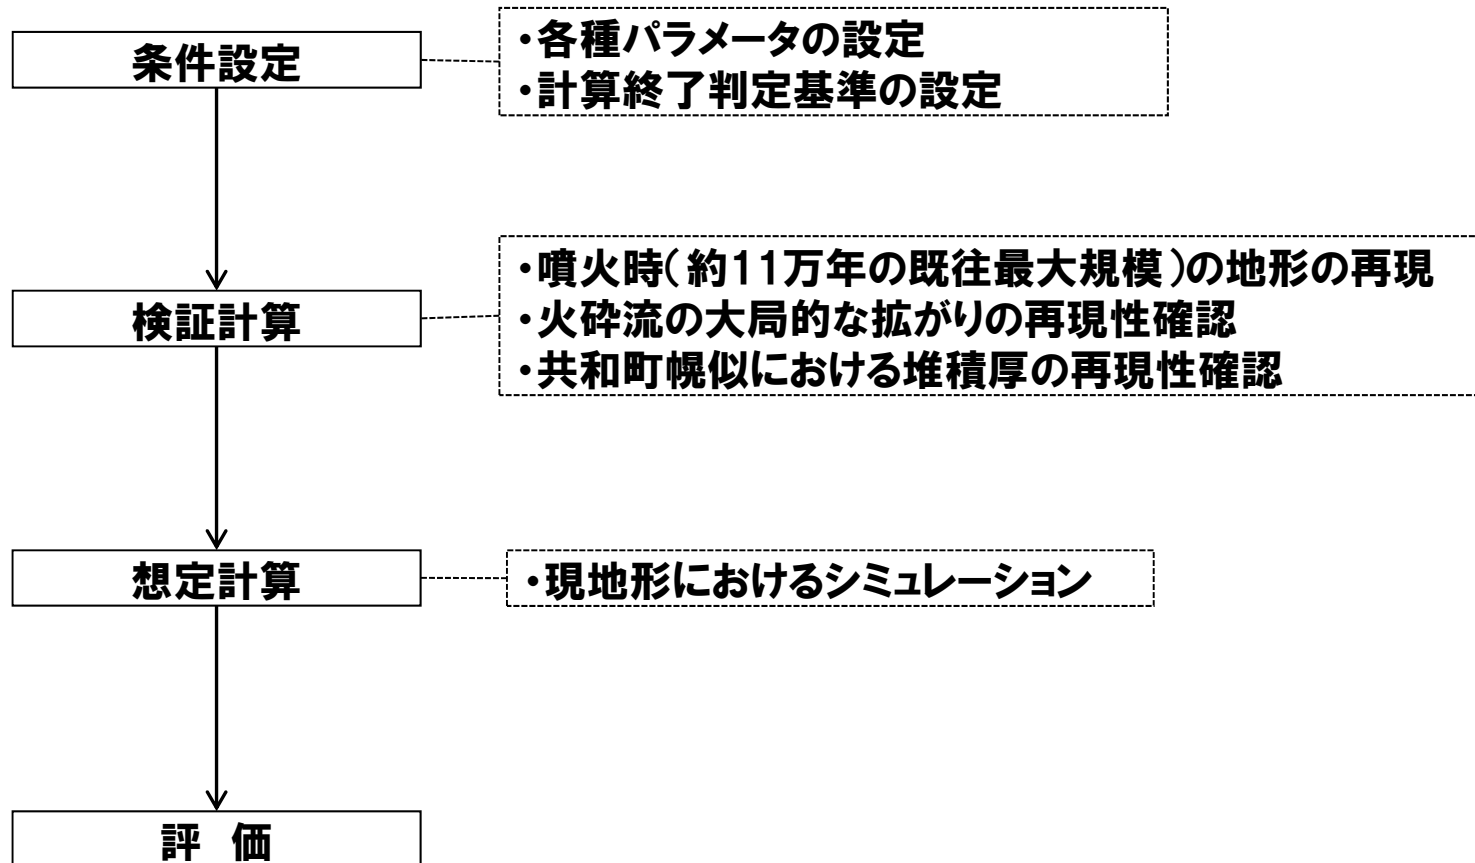 条件設定
・各種パラメータの設定
・計算終了判定基準の設定
検証計算
・噴火時(約11万年の既往最大規模)の地形の再現
・火砕流の大局的な拡がりの再現性確認
・共和町幌似における堆積厚の再現性確認
想定計算
・現地形におけるシミュレーション
評　価